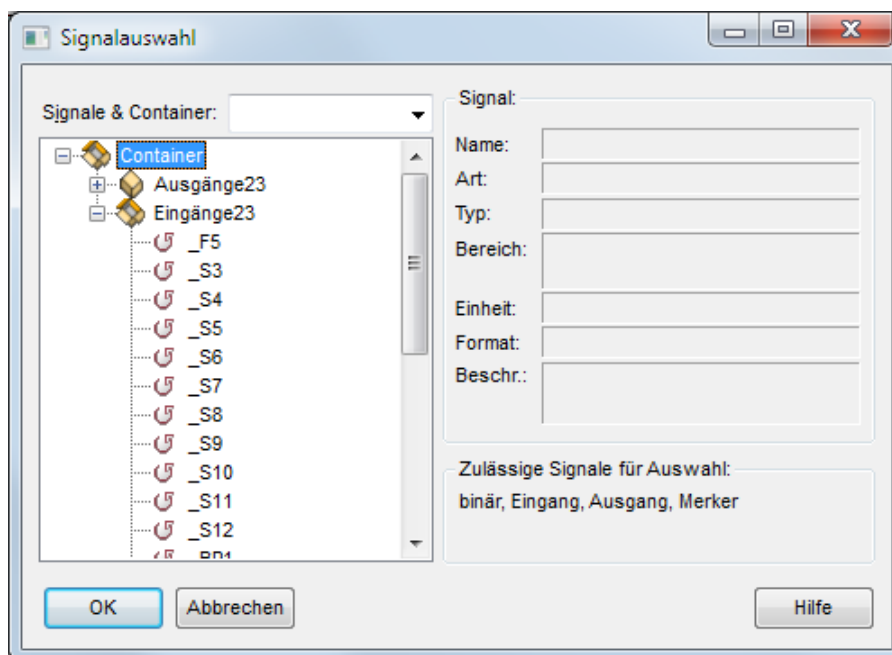 Signalauswahl
Signale & Container:
Container
Ausgänge23
Eingänge23
_F5
_S3
_S4
_S5
_S6
_S7
_S8
_S9
_S10
_S11
_S12
Signal:
Name:
Art:
Typ:
Bereich:
Einheit:
Format:
Beschr.:
Zulässige Signale für Auswahl:
binär, Eingang, Ausgang, Merker
OK
Abbrechen
Hilfe